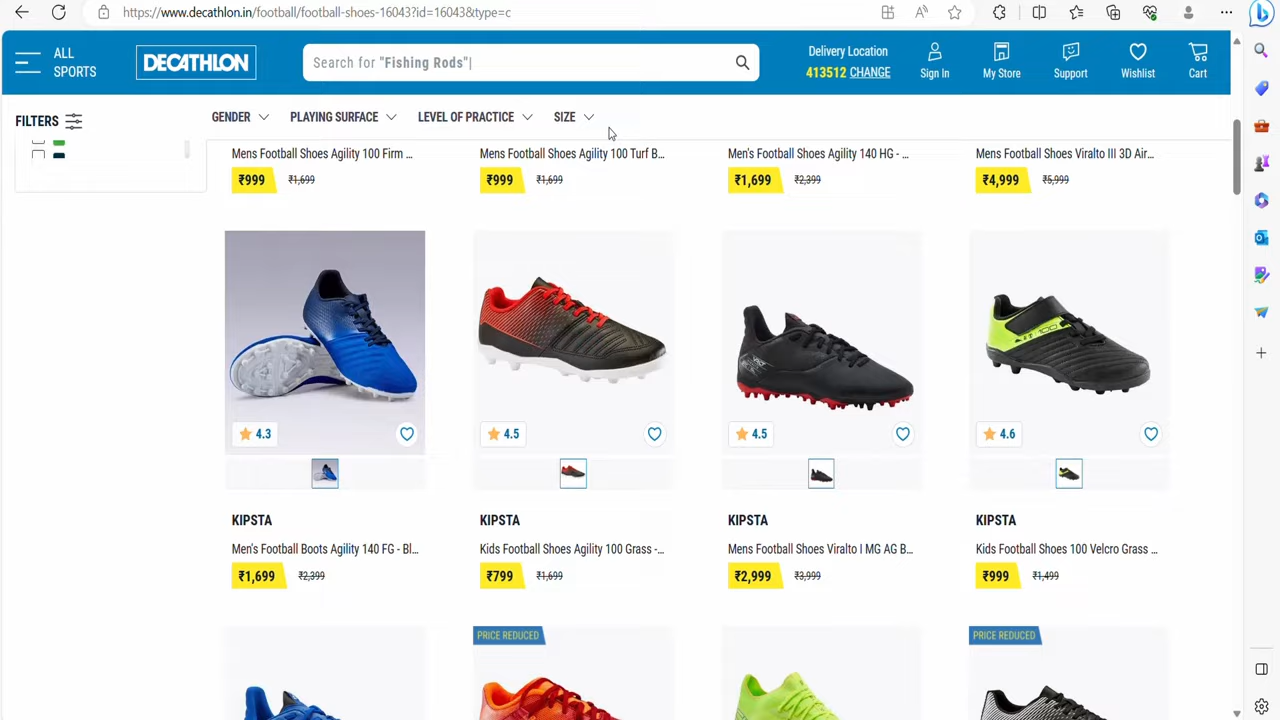 https://www.decathlon.in/football/football-shoes-16043?id=16043&type=c
ALL SPORTS
DECATHLON
Search for "Fishing Rods"|
Delivery Location
413512 CHANGE
Sign In
My Store
Support
Wishlist
Cart
FILTERS
GENDER
PLAYING SURFACE
LEVEL OF PRACTICE
SIZE
Mens Football Shoes Agility 100 Firm ...
₹999 ₹1,699
Mens Football Shoes Agility 100 Turf B...
₹999 ₹1,699
Men's Football Shoes Agility 140 HG - ...
₹1,699 ₹2,399
Mens Football Shoes Viralto III 3D Air...
₹4,999 ₹5,999
4.3
KIPSTA
Men's Football Boots Agility 140 FG - Bl...
₹1,699 ₹2,399
4.5
KIPSTA
Kids Football Shoes Agility 100 Grass -...
₹799 ₹1,699
4.5
KIPSTA
Mens Football Shoes Viralto I MG AG B...
₹2,999 ₹3,999
4.6
KIPSTA
Kids Football Shoes 100 Velcro Grass ...
₹999 ₹1,499
PRICE REDUCED
PRICE REDUCED